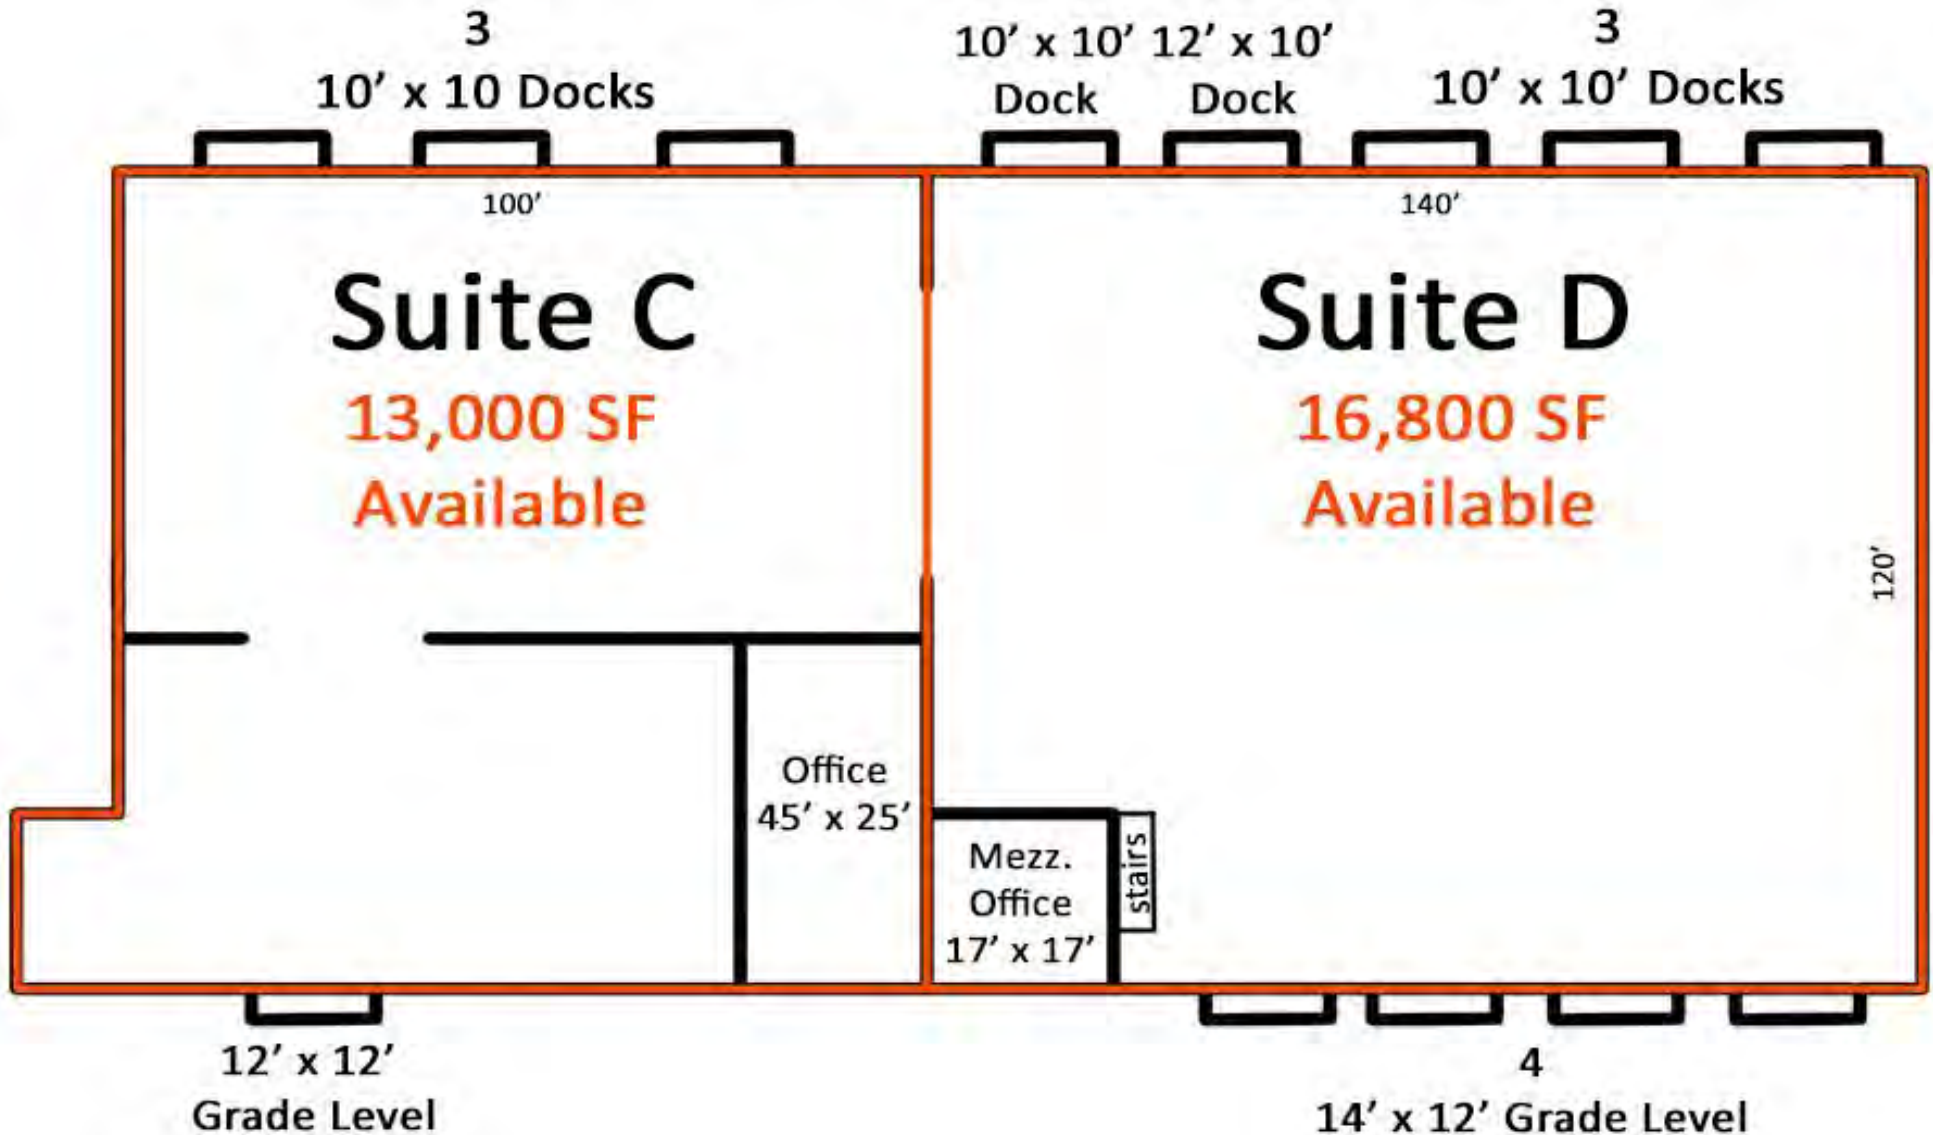 3
10’ x 10 Docks
10’ x 10’
Dock
12’ x 10’
Dock
3
10’ x 10’ Docks
100’
140’
Suite C
13,000 SF
Available
Suite D
16,800 SF
Available
120’
Office
45’ x 25’
Mezz.
Office
17’ x 17’
stairs
12’ x 12’
Grade Level
4
14’ x 12’ Grade Level